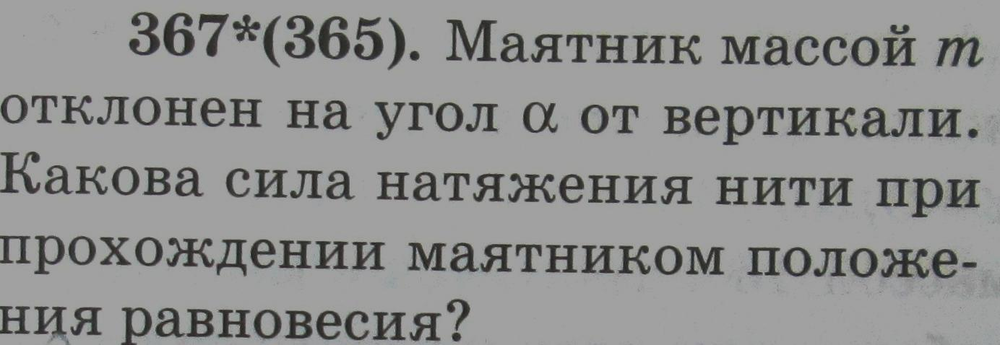 367*(365). Маятник массой m
отклонен на угол α от вертикали.
Какова сила натяжения нити при
прохождении маятником положе-
ния равновесия?